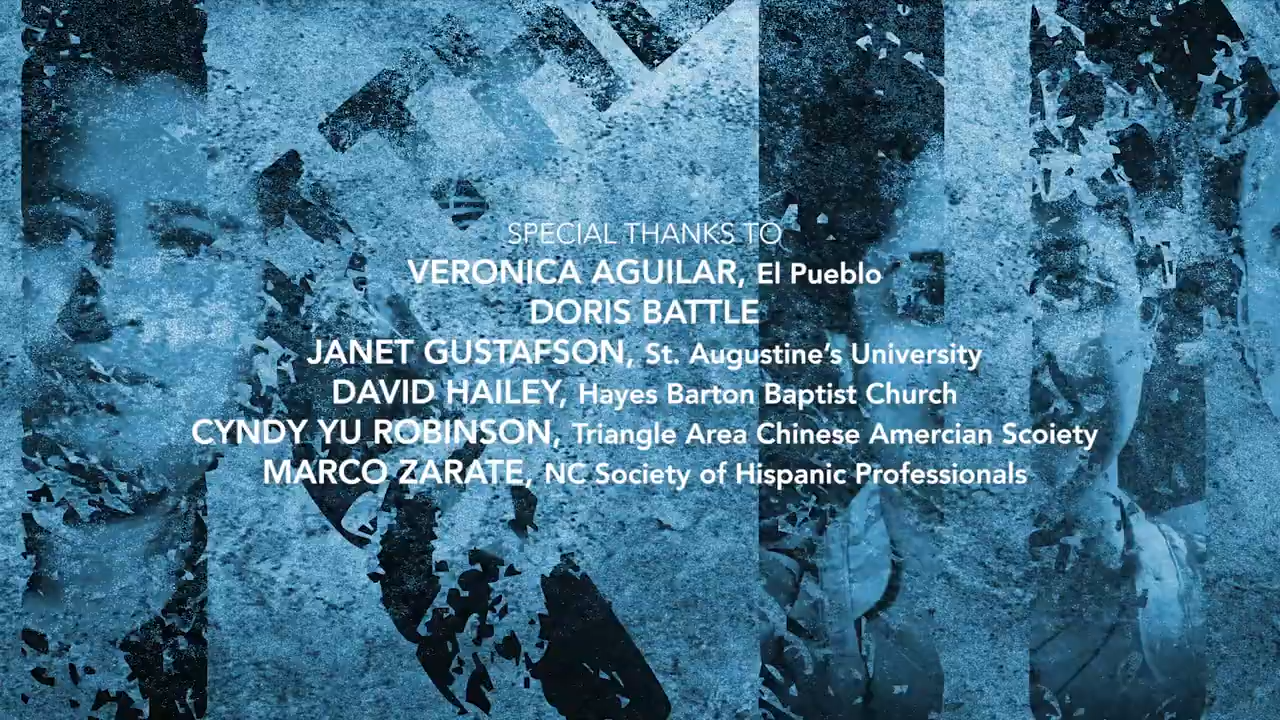 SPECIAL THANKS TO
VERONICA AGUILAR, El Pueblo
DORIS BATTLE
JANET GUSTAFSON, St. Augustine's University
DAVID HAILEY, Hayes Barton Baptist Church
CYNDY YU ROBINSON, Triangle Area Chinese Amercian Scoiety
MARCO ZARATE, NC Society of Hispanic Professionals